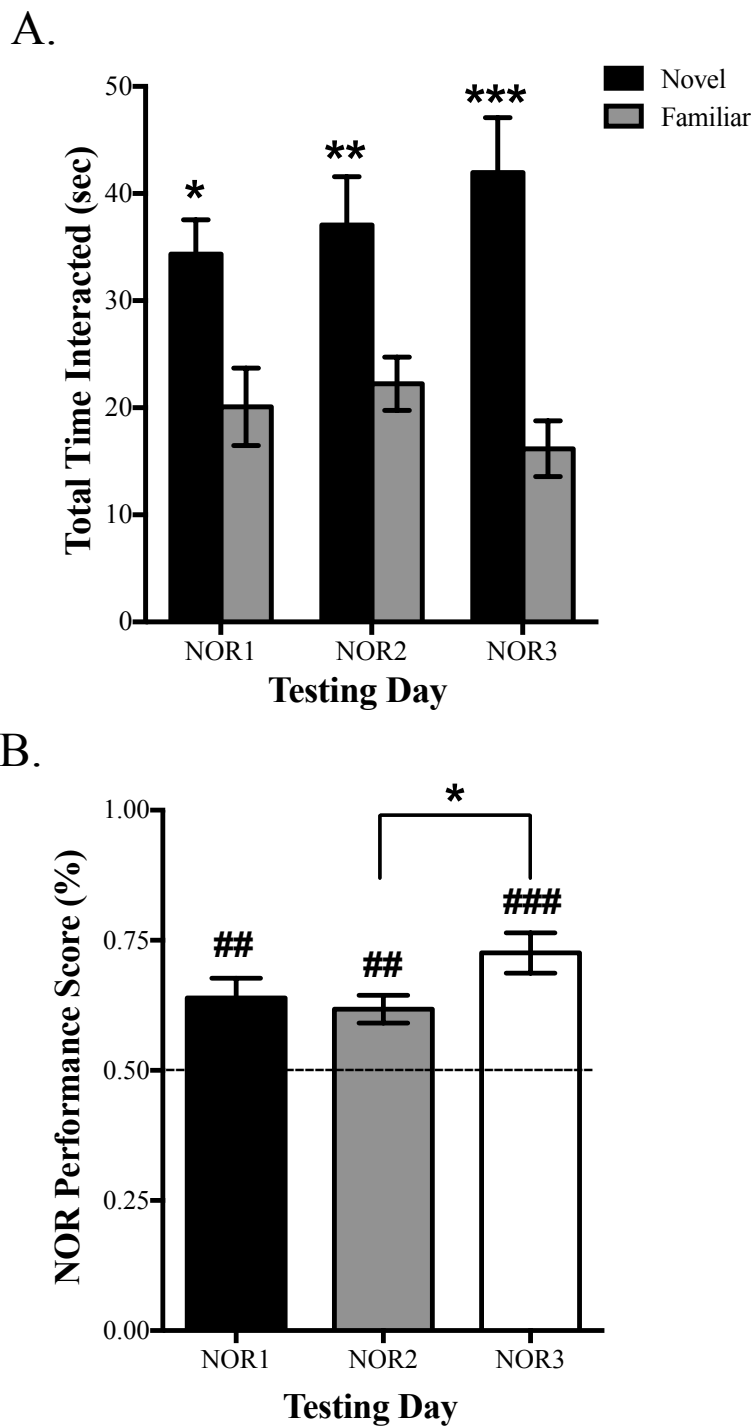 A.
Novel
Familiar
Total Time Interacted (sec)
50
40
30
20
10
0
*
**
***
NOR1 NOR2 NOR3
Testing Day
B.
NOR Performance Score (%)
1.00
0.75
0.50
0.25
0.00
*
##
##
###
NOR1 NOR2 NOR3
Testing Day